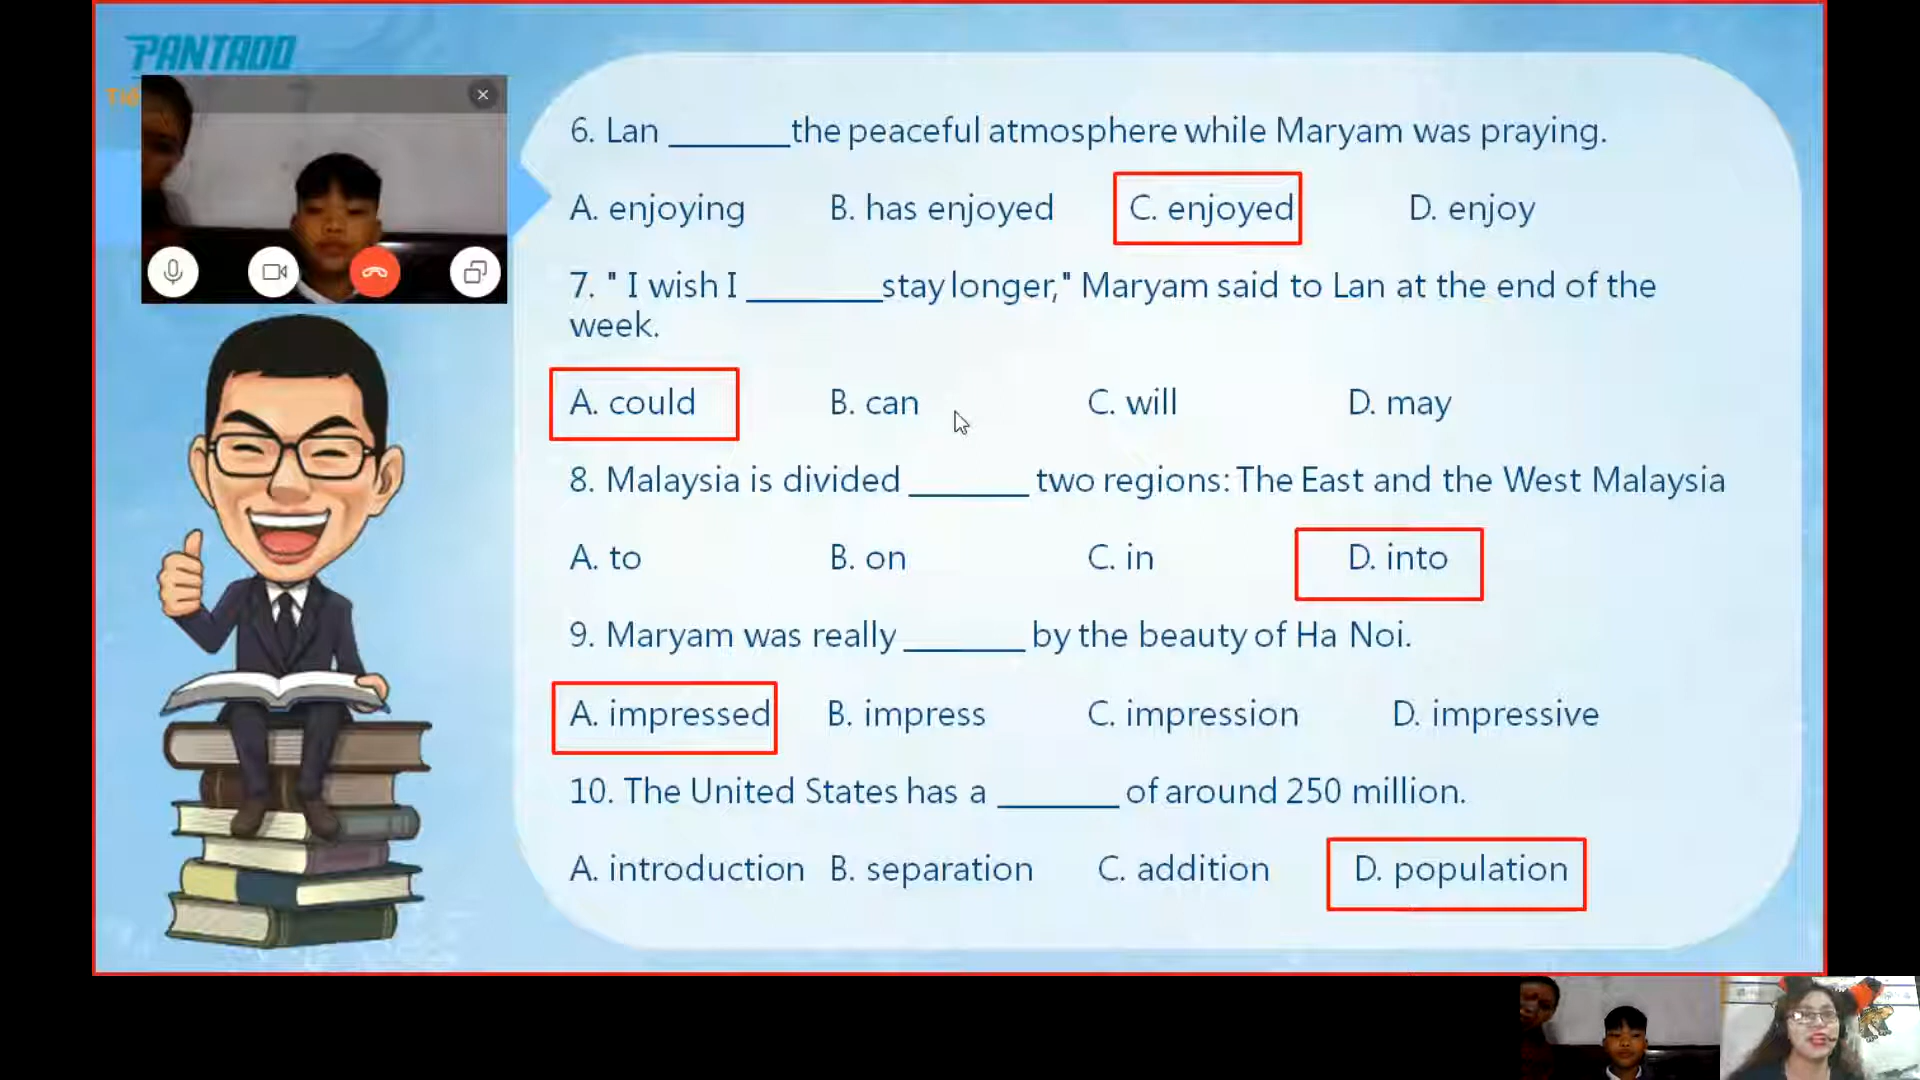 PANTADO
Tiế
6. Lan _______the peaceful atmosphere while Maryam was praying.
A. enjoying B. has enjoyed C. enjoyed D. enjoy
7. " I wish I ________stay longer," Maryam said to Lan at the end of the
week.
A. could B. can C. will D. may
8. Malaysia is divided _______ two regions: The East and the West Malaysia
A. to B. on C. in D. into
9. Maryam was really _______ by the beauty of Ha Noi.
A. impressed B. impress C. impression D. impressive
10. The United States has a _______ of around 250 million.
A. introduction B. separation C. addition D. population